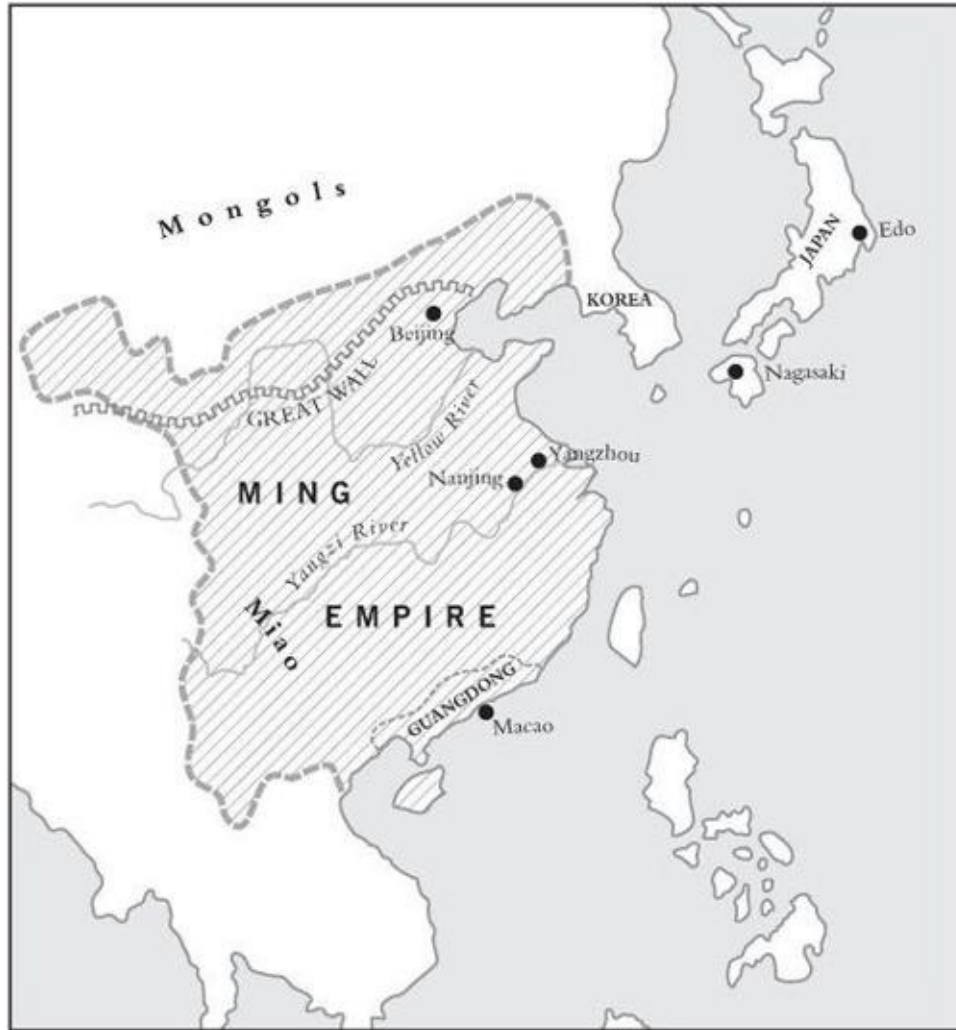 Mongols
Edo
JAPAN
KOREA
Beijing
Nagasaki
GREAT WALL
Yellow River
Yangzhou
Nanjing
MING
Yangzi River
Miao
EMPIRE
GUANGDONG
Macao